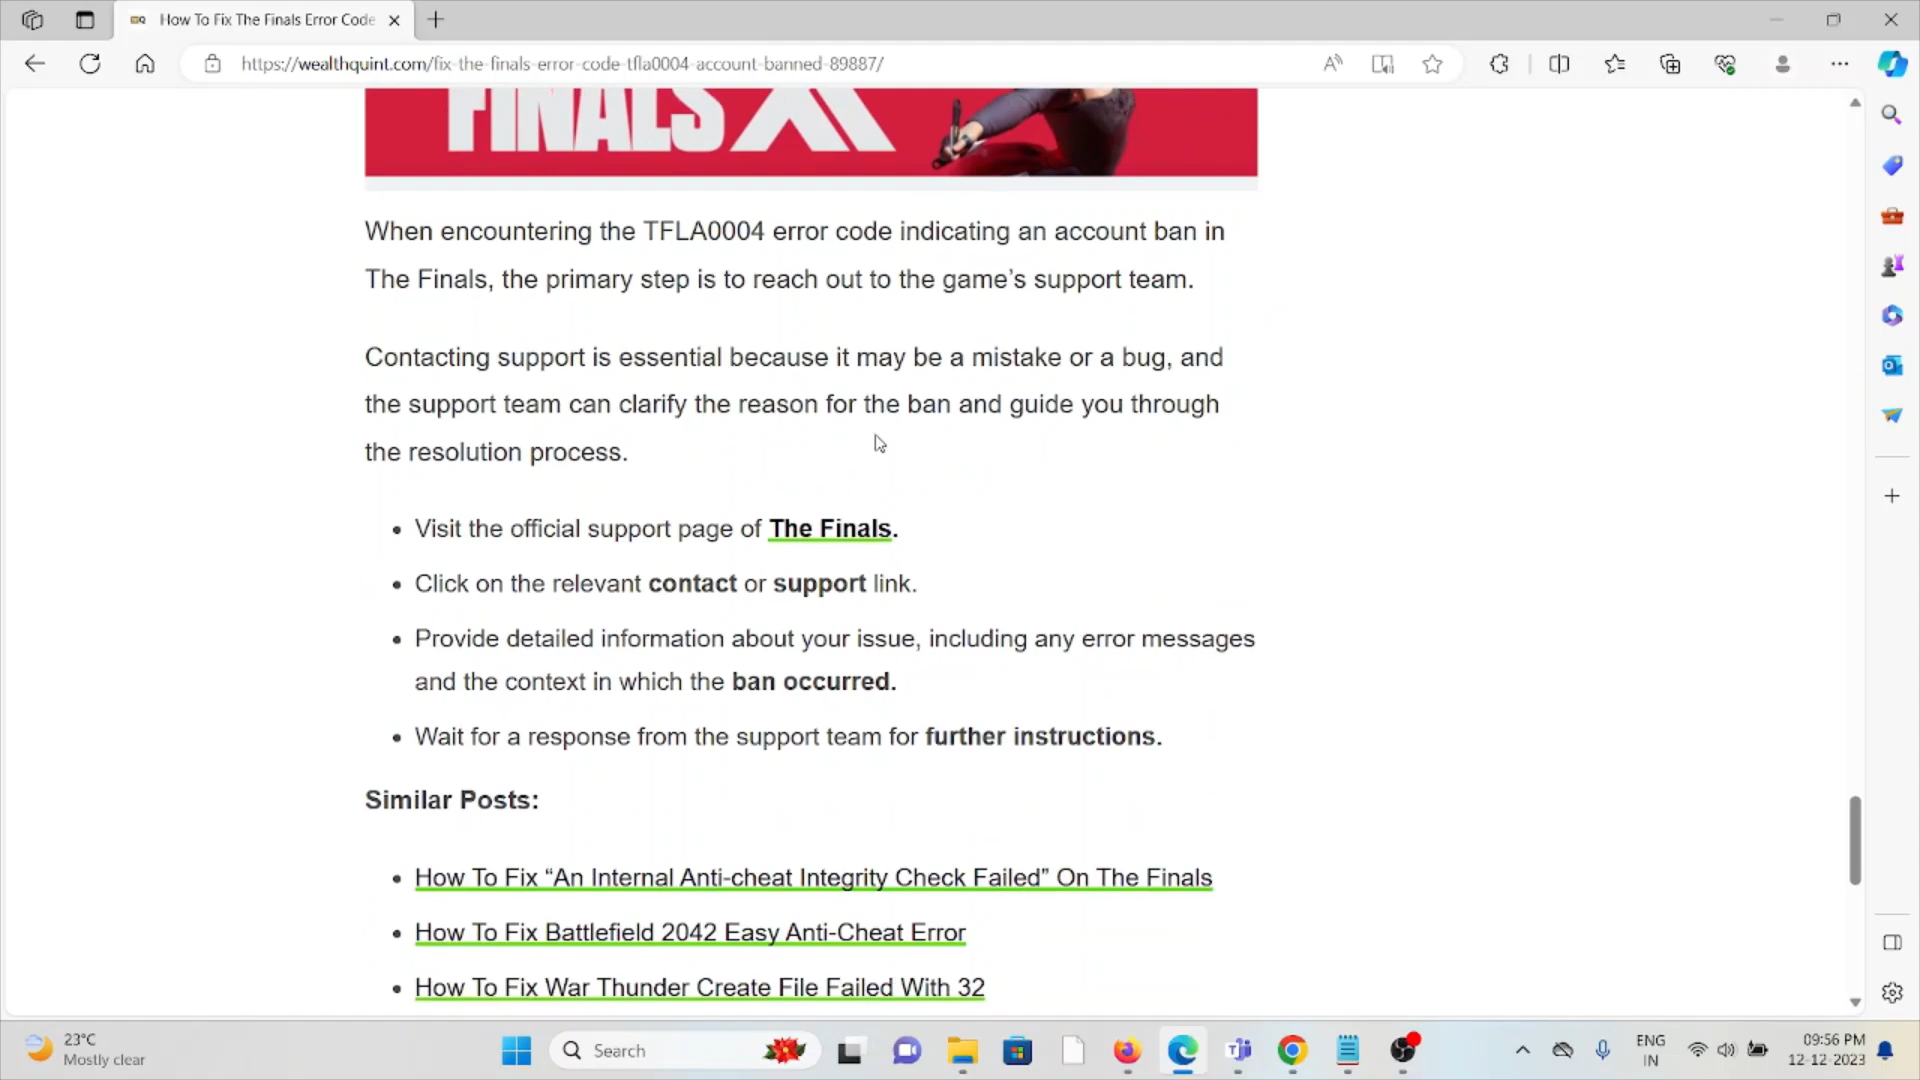 How To Fix The Finals Error Code
https://wealthquint.com/fix-the-finals-error-code-tfla0004-account-banned-89887/
FINALS
When encountering the TFLA0004 error code indicating an account ban in
The Finals, the primary step is to reach out to the game’s support team.
Contacting support is essential because it may be a mistake or a bug, and
the support team can clarify the reason for the ban and guide you through
the resolution process.
• Visit the official support page of The Finals.
• Click on the relevant contact or support link.
• Provide detailed information about your issue, including any error messages
and the context in which the ban occurred.
• Wait for a response from the support team for further instructions.
Similar Posts:
• How To Fix “An Internal Anti-cheat Integrity Check Failed” On The Finals
• How To Fix Battlefield 2042 Easy Anti-Cheat Error
• How To Fix War Thunder Create File Failed With 32
23°C
Mostly clear
Search
ENG
IN
09:56 PM
12-12-2023